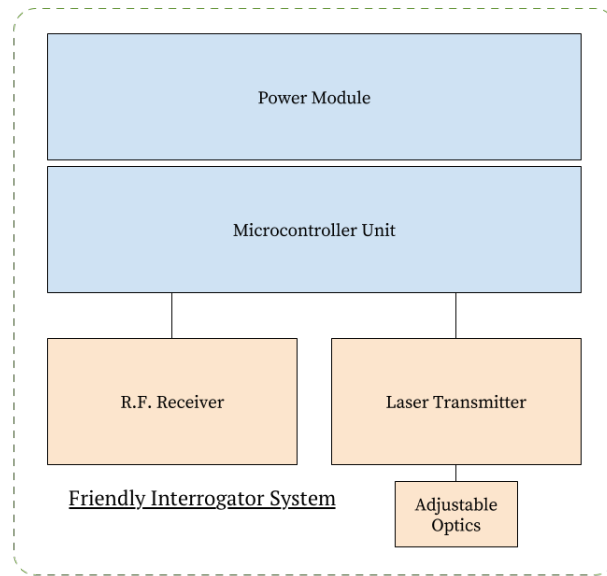 Power Module
Microcontroller Unit
R.F. Receiver
Laser Transmitter
Friendly Interrogator System
Adjustable
Optics